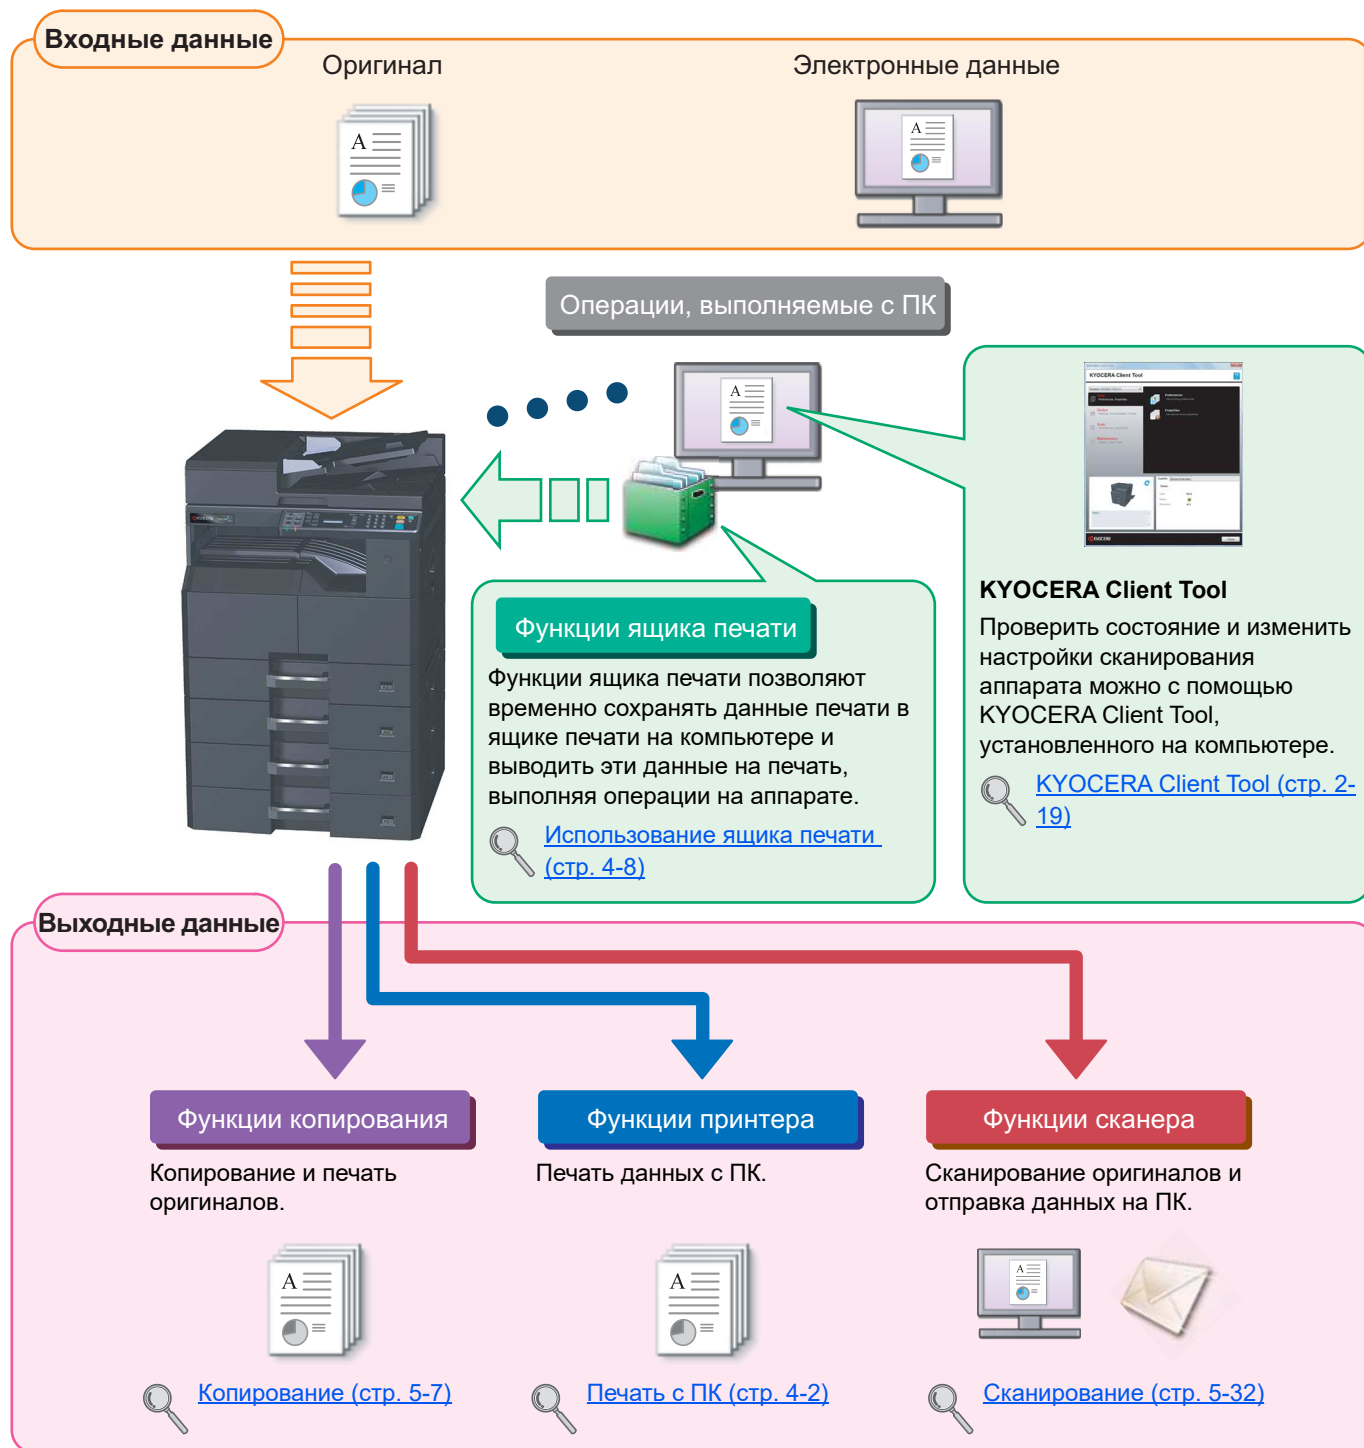 Входные данные
Оригинал
Электронные данные
Операции, выполняемые с ПК
KYOCERA Client Tool
Функции ящика печати
Функции ящика печати позволяют
временно сохранять данные печати в
ящике печати на компьютере и
выводить эти данные на печать,
выполняя операции на аппарате.
Использование ящика печати
(стр. 4-8)
KYOCERA Client Tool
Проверить состояние и изменить
настройки сканирования
аппарата можно с помощью
KYOCERA Client Tool,
установленного на компьютере.
KYOCERA Client Tool (стр. 2-
19)
Выходные данные
Функции копирования
Копирование и печать
оригиналов.
Копирование (стр. 5-7)
Функции принтера
Печать данных с ПК.
Печать с ПК (стр. 4-2)
Функции сканера
Сканирование оригиналов и
отправка данных на ПК.
Сканирование (стр. 5-32)